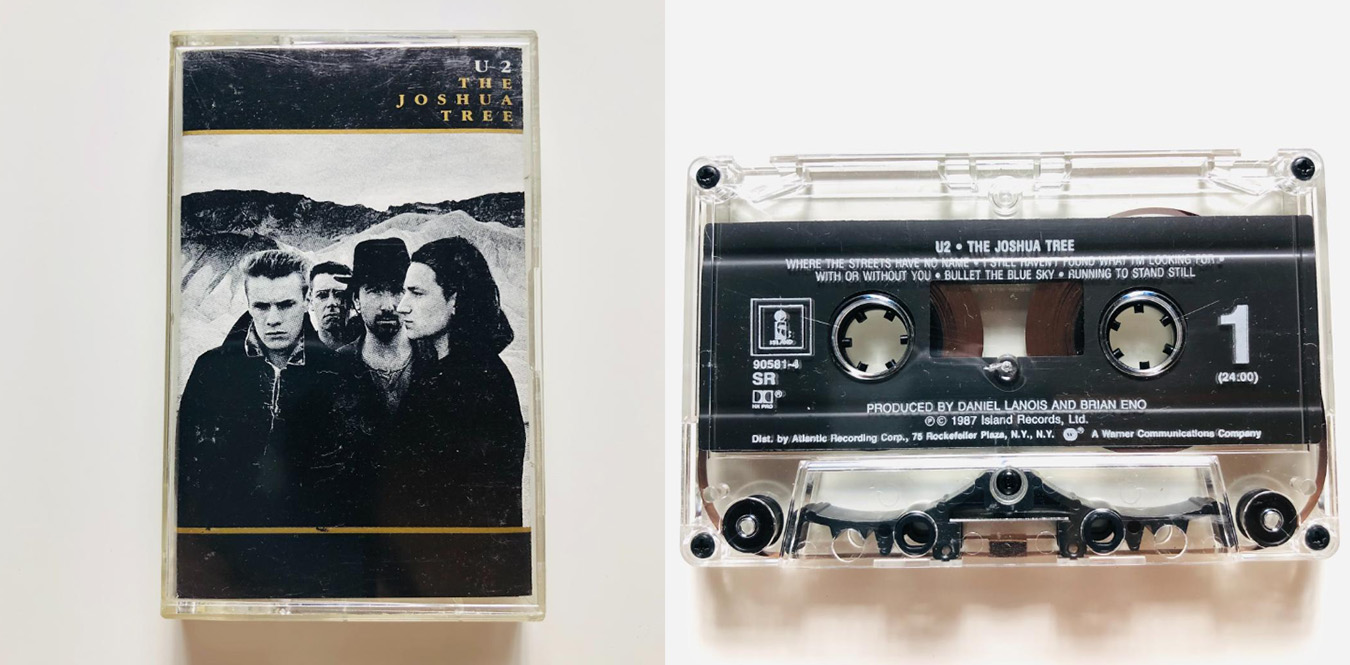 U2
THE
JOSHUA
TREE
U2 • THE JOSHUA TREE
WHERE THE STREETS HAVE NO NAME • I STILL HAVEN'T FOUND WHAT I'M LOOKING FOR •
WITH OR WITHOUT YOU • BULLET THE BLUE SKY • RUNNING TO STAND STILL
ISLAND
1
90581-4
SR
(24:00)
HX PRO ®
PRODUCED BY DANIEL LANOIS AND BRIAN ENO
℗ © 1987 Island Records, Ltd.
Dist. by Atlantic Recording Corp., 75 Rockefeller Plaza, N.Y., N.Y. W ® A Warner Communications Company